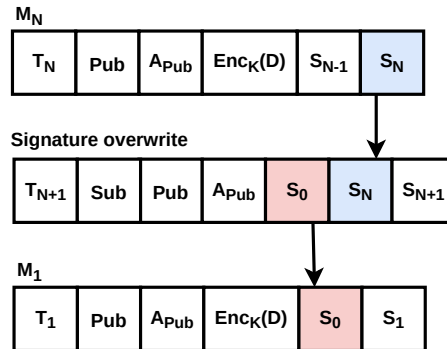 M_N
T_N Pub A_Pub Enc_K(D) S_N-1 S_N
Signature overwrite
T_N+1 Sub Pub A_Pub S_0 S_N S_N+1
M_1
T_1 Pub A_Pub Enc_K(D) S_0 S_1